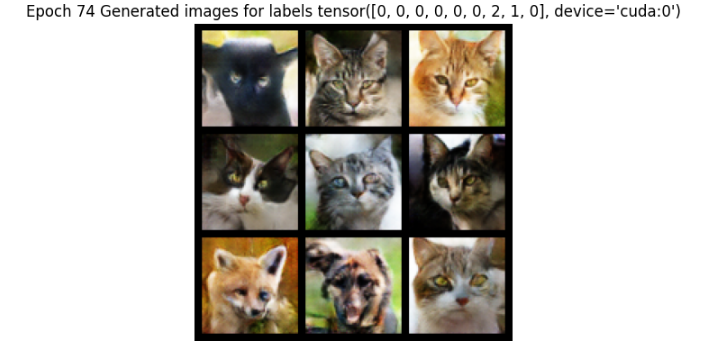 Epoch 74 Generated images for labels tensor([0, 0, 0, 0, 0, 0, 2, 1, 0], device='cuda:0')